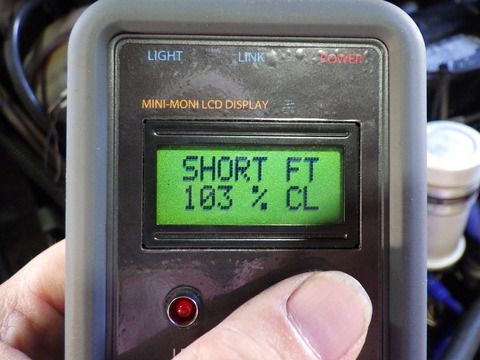 LIGHT LINK POWER
MINI-MONI LCD DISPLAY
SHORT FT
103 % CL